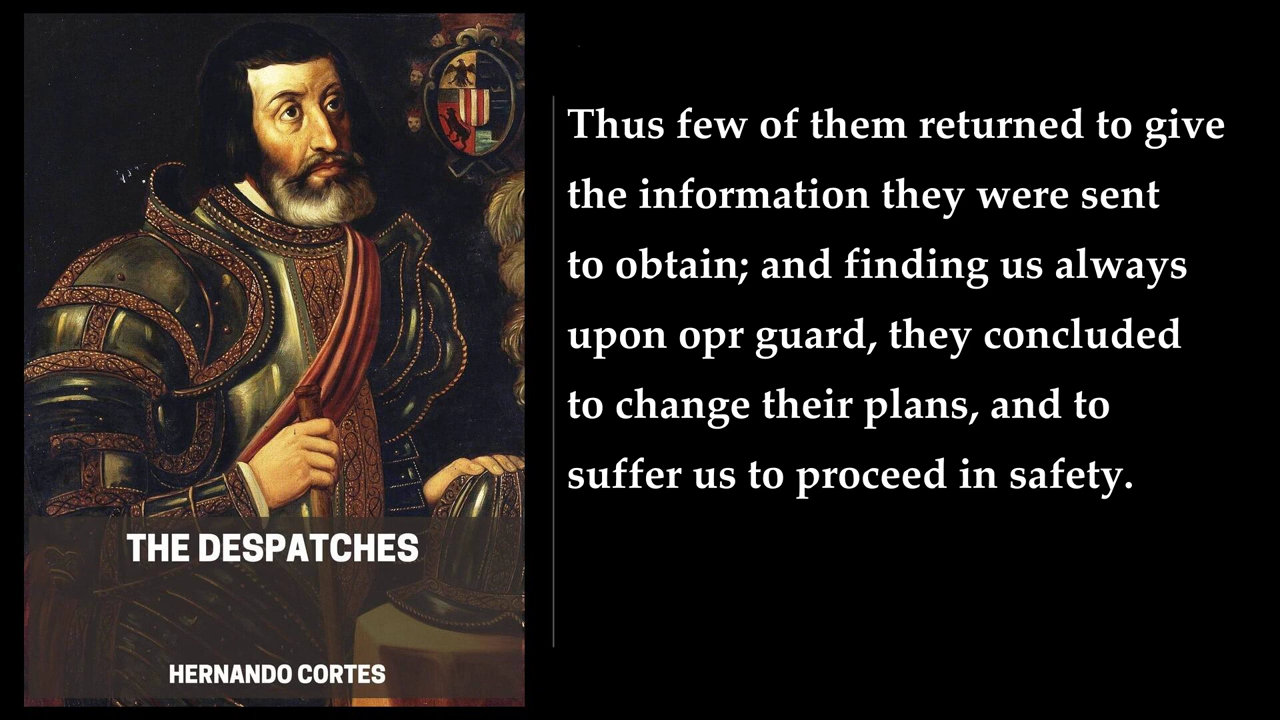 THE DESPATCHES
HERNANDO CORTES
Thus few of them returned to give
the information they were sent
to obtain; and finding us always
upon opr guard, they concluded
to change their plans, and to
suffer us to proceed in safety.